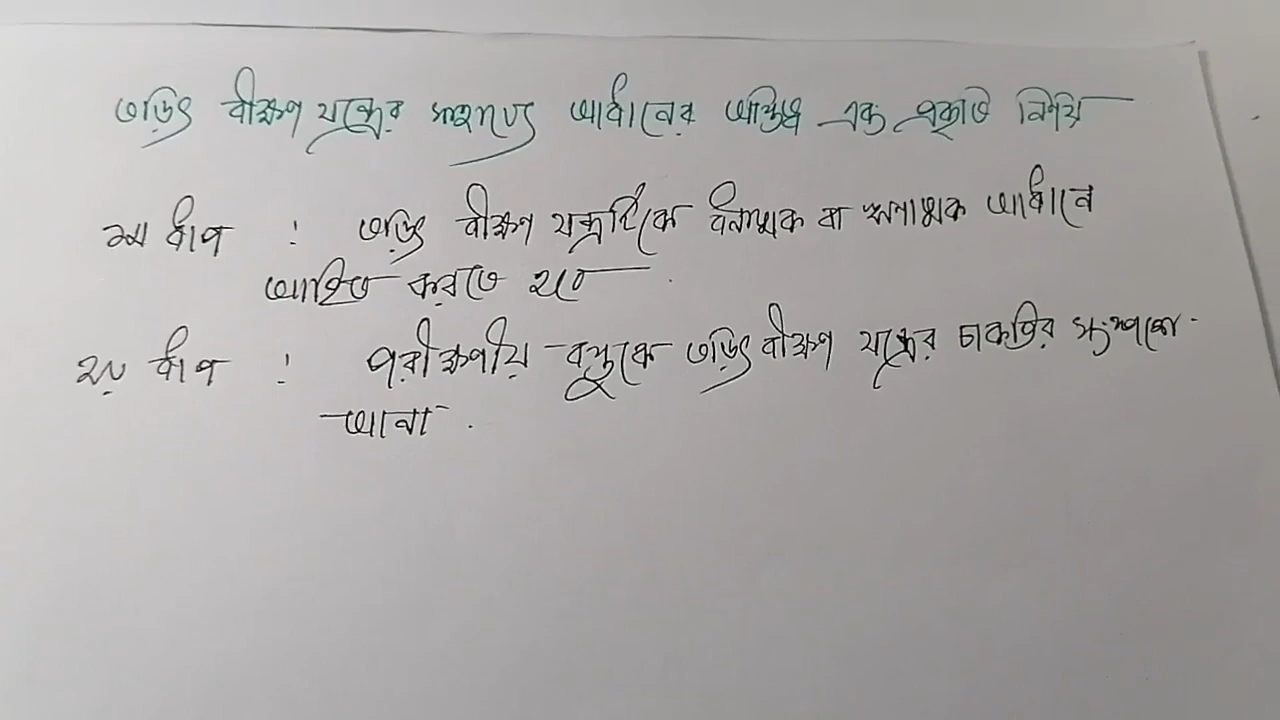 তড়িৎ বীক্ষণ যন্ত্রের সাহায্যে আধানের অস্তিত্ব এবং প্রকৃতি নির্ণয়
১ম ধাপ : তড়িৎ বীক্ষণ যন্ত্রটিকে ধনাত্মক বা ঋণাত্মক আধানে
আহিত করতে হবে .
২য় ধাপ : পরীক্ষণীয় বস্তুকে তড়িৎ বীক্ষণ যন্ত্রের চাকতির সংস্পর্শে
আনা .